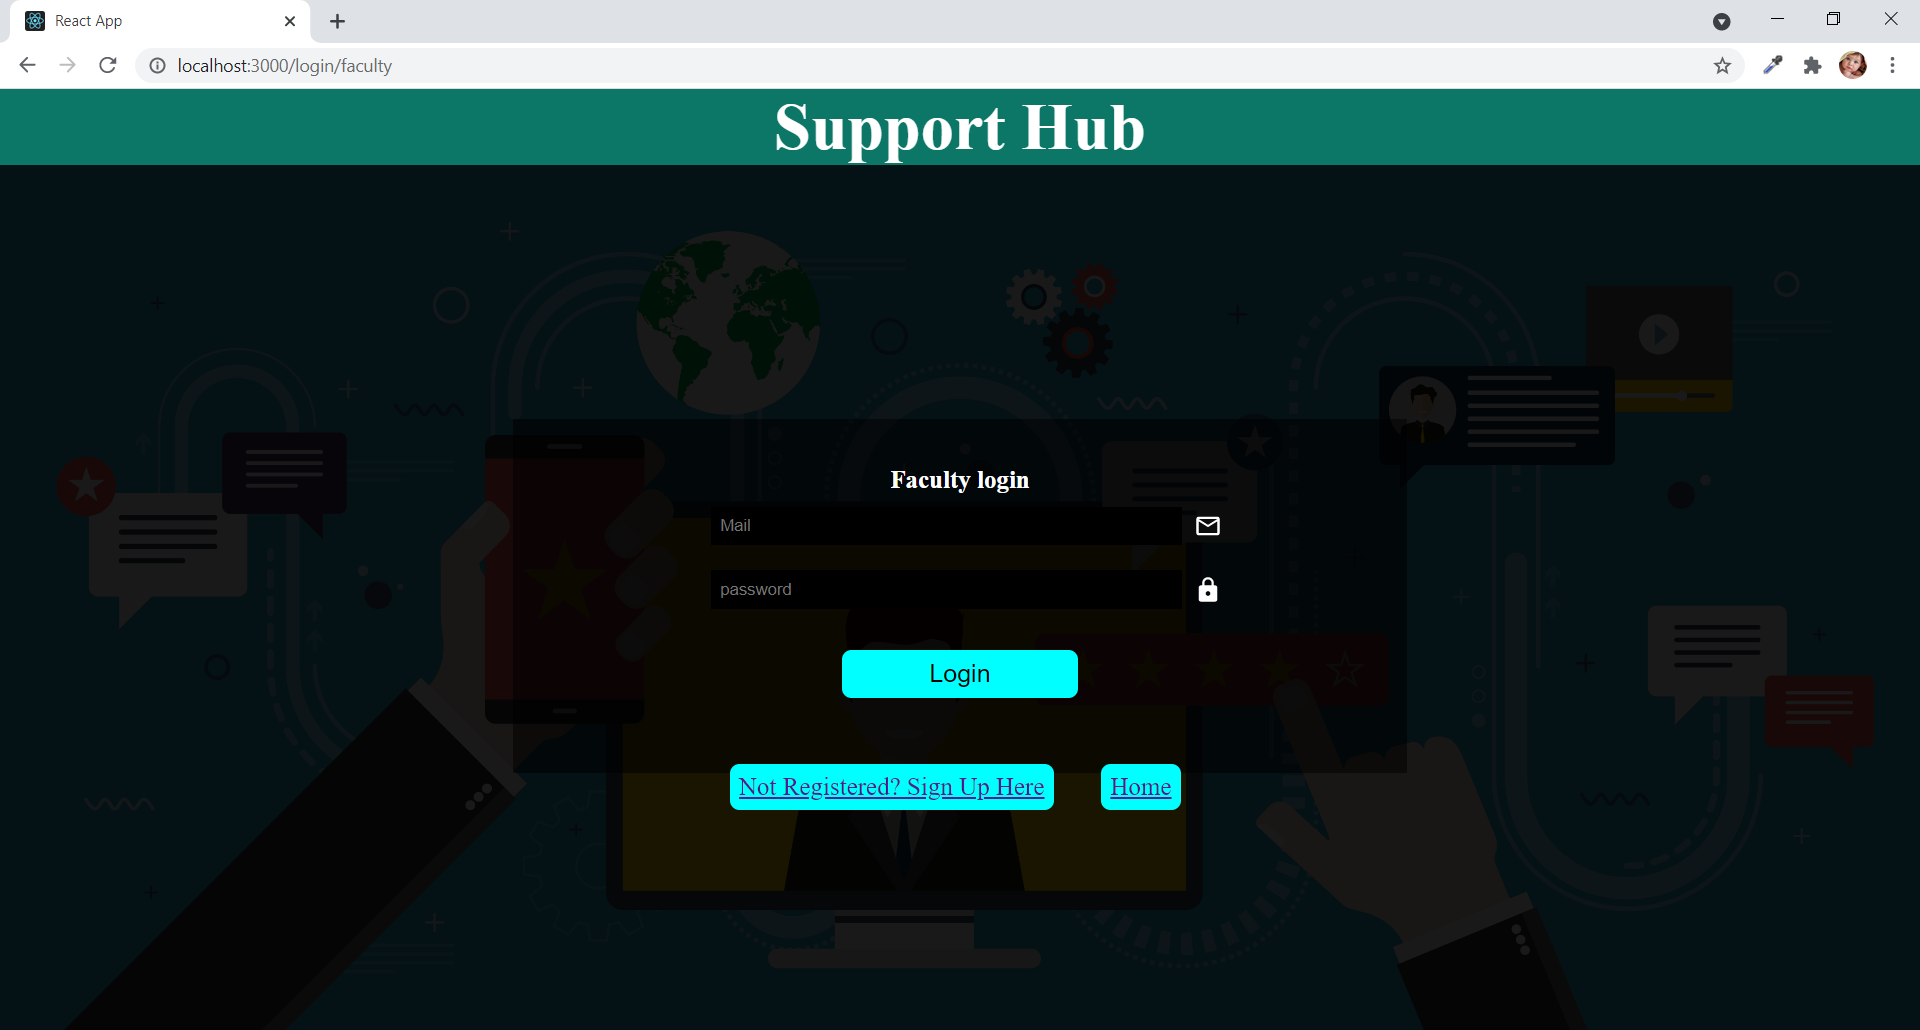 React App
localhost:3000/login/faculty
Support Hub
Faculty login
Mail
password
Login
Not Registered? Sign Up Here
Home